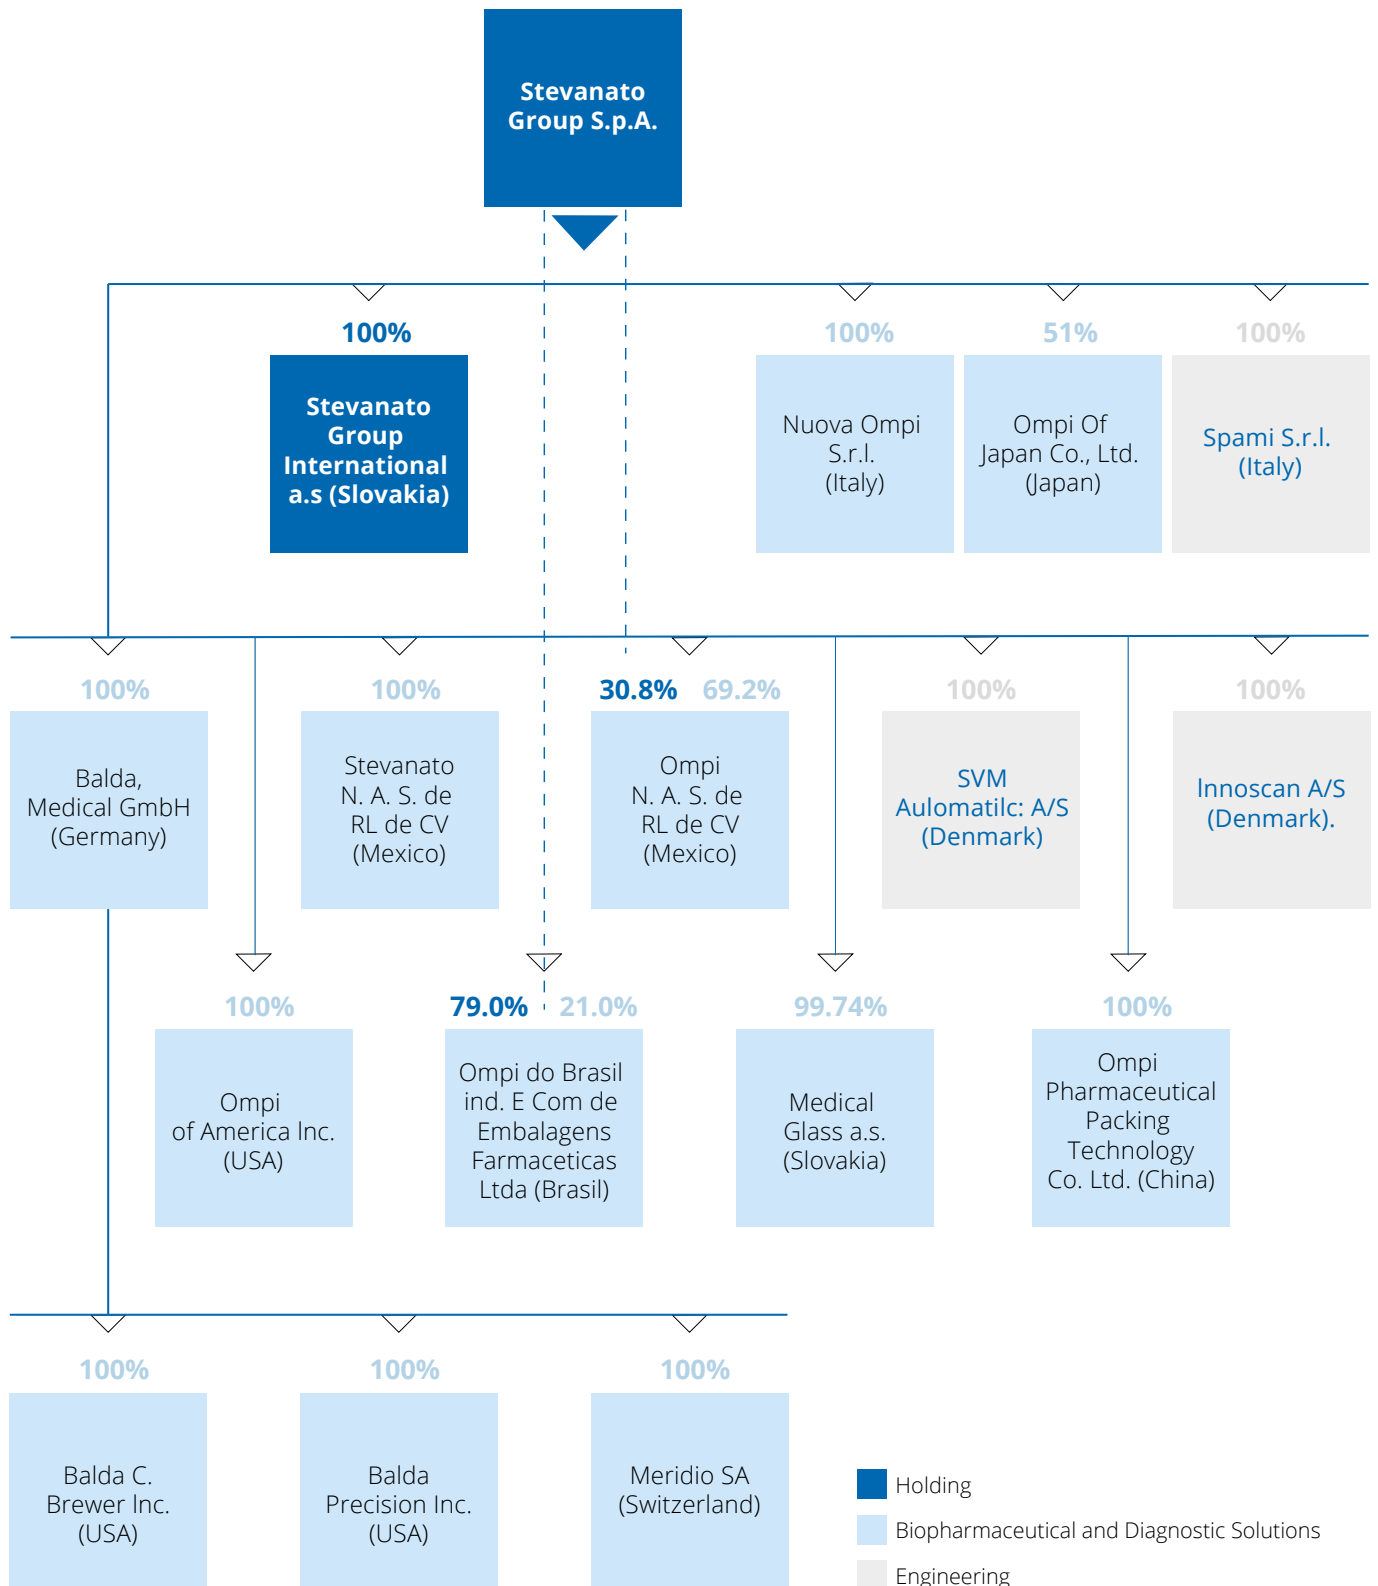 Stevanato
Group S.p.A.
100%
100%
51%
100%
Stevanato
Group
International
a.s (Slovakia)
Nuova Ompi
S.r.l.
(Italy)
Ompi Of
Japan Co., Ltd.
(Japan)
Spami S.r.l.
(Italy)
100%
100%
30.8% 69.2%
100%
100%
Balda,
Medical GmbH
(Germany)
Stevanato
N. A. S. de
RL de CV
(Mexico)
Ompi
N. A. S. de
RL de CV
(Mexico)
SVM
Aulomatilc: A/S
(Denmark)
lnnoscan A/S
(Denmark).
100%
79.0% 21.0%
99.74%
100%
Ompi
of America lnc.
(USA)
Ompi do Brasil
ind. E Com de
Embalagens
Farmaceticas
Ltda (Brasil)
Medical
Glass a.s.
(Slovakia)
Ompi
Pharmaceutical
Packing
Technology
Co. Ltd. (China)
100%
100%
100%
Balda C.
Brewer lnc.
(USA)
Balda
Precision Inc.
(USA)
Meridio SA
(Switzerland)
Holding
Biopharmaceutical and Diagnostic Solutions
Engineering